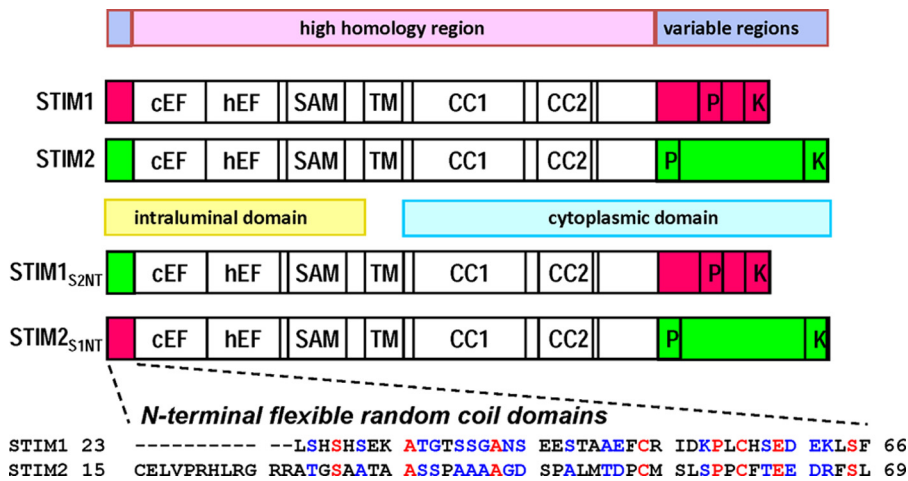 high homology region variable regions
STIM1 cEF hEF SAM TM CC1 CC2 P K
STIM2 cEF hEF SAM TM CC1 CC2 P K
intraluminal domain cytoplasmic domain
STIM1S2NT cEF hEF SAM TM CC1 CC2 P K
STIM2S1NT cEF hEF SAM TM CC1 CC2 P K
N-terminal flexible random coil domains
STIM1 23 ---------- --LSHSHSEK ATGTSSGANS EESTAAEFCR IDKPLCHSED EKLSF 66
STIM2 15 CELVPRHLRG RRATGSAATA ASSPAAAAGD SPALMTDPCM SLSPPCFTEE DRFSL 69